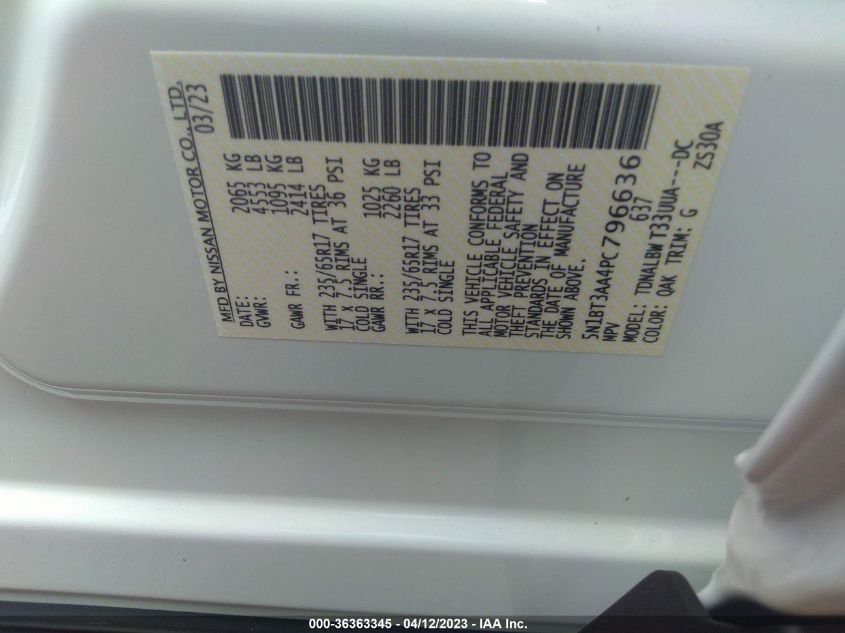 MFD BY NISSAN MOTOR CO., LTD.
DATE: 03/23
GVWR: 2065 KG
4553 LB
GAWR FR.: 1095 KG
2414 LB
WITH 235/65R17 TIRES
17 X 7.5 RIMS AT 36 PSI
COLD SINGLE
GAWR RR.: 1025 KG
2260 LB
WITH 235/65R17 TIRES
17 X 7.5 RIMS AT 33 PSI
COLD SINGLE
THIS VEHICLE CONFORMS TO
ALL APPLICABLE FEDERAL
MOTOR VEHICLE SAFETY AND
THEFT PREVENTION
STANDARDS IN EFFECT ON
THE DATE OF MANUFACTURE
SHOWN ABOVE.
5N1BT3AA4PC796636
MPV 637
MODEL: TDNALBW T33UUA---DC
COLOR: QAK TRIM: G ZS30A
000-36363345 - 04/12/2023 - IAA Inc.